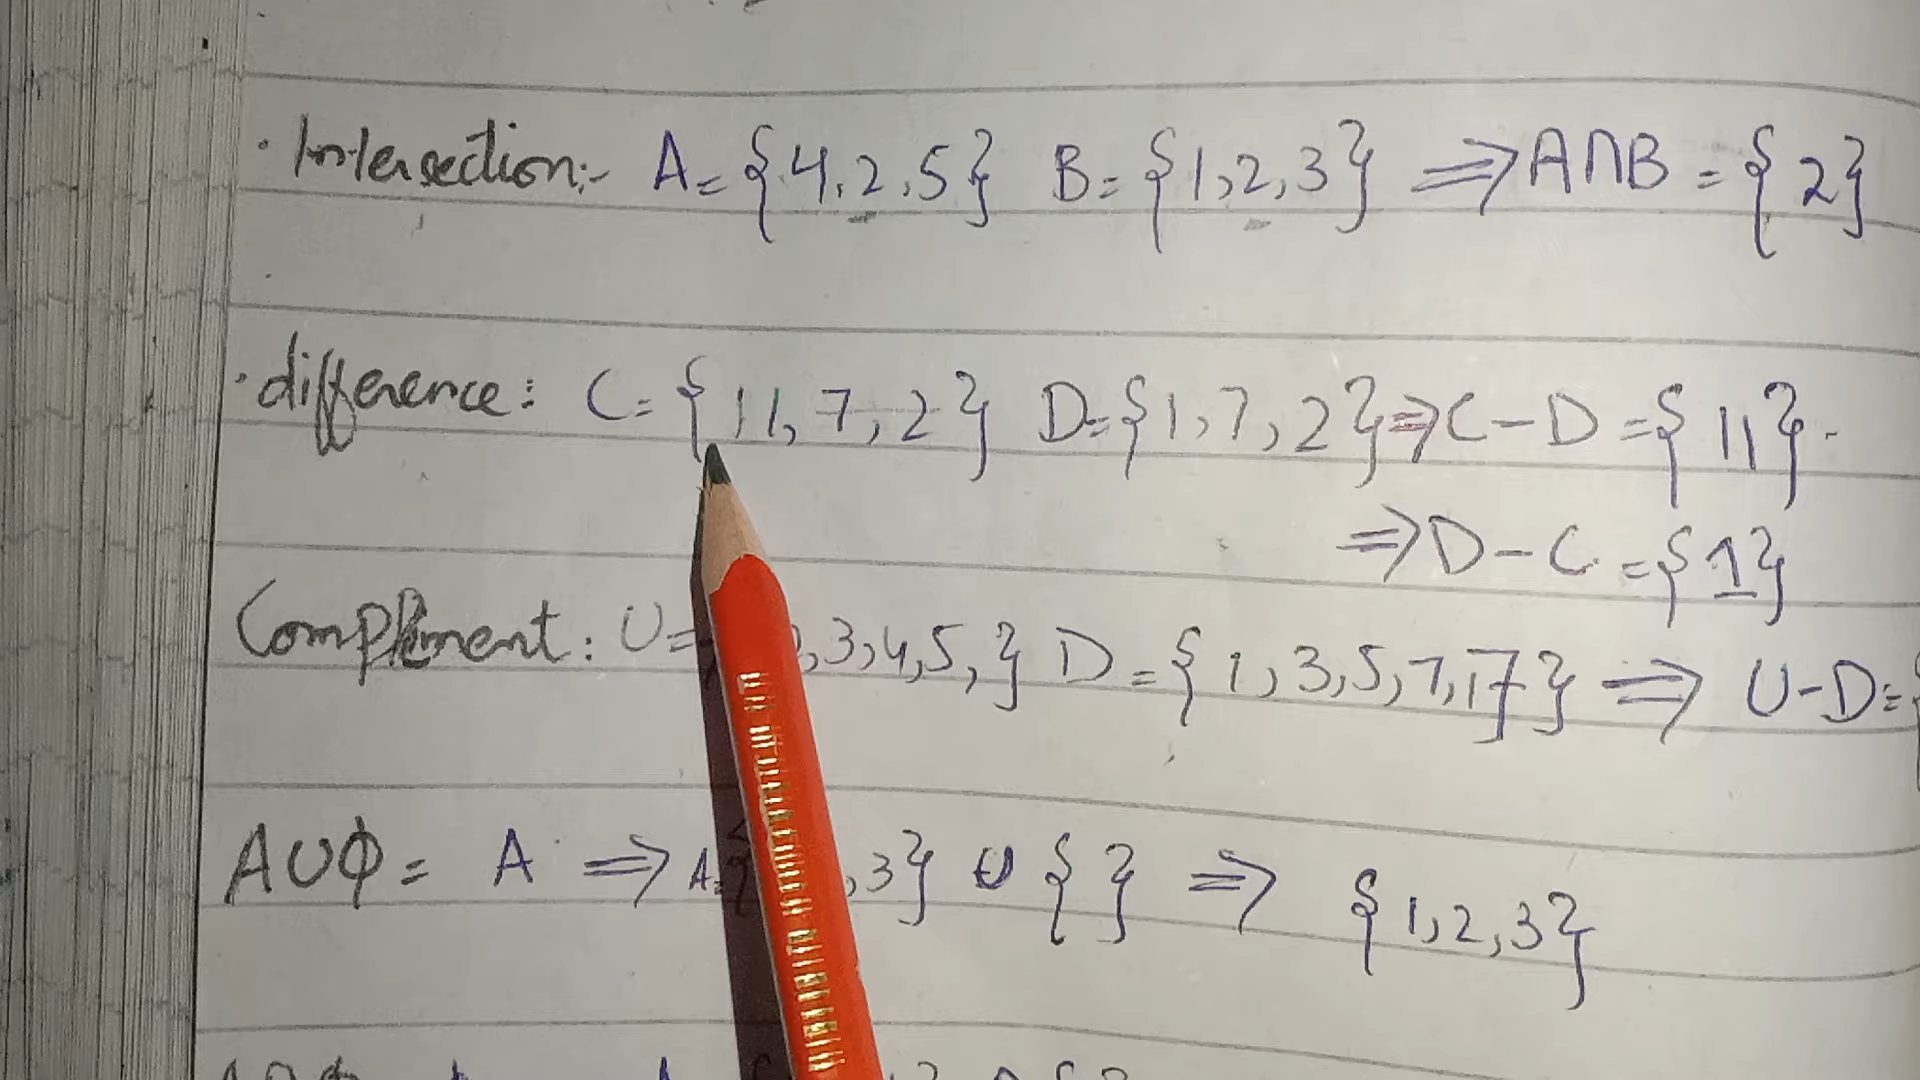 · Intersection:- A = {4, 2, 5} B = {1, 2, 3} ⇒ A∩B = {2}
· difference: C = {11, 7, 2} D = {1, 7, 2} ⇒ C - D = {11}
⇒ D - C = {1}
Compliment: U = , 3, 4, 5, } D = {1, 3, 5, 7, 17} ⇒ U - D = {
A∪Φ = A ⇒ A = { , 3} ∪ { } ⇒ {1, 2, 3}